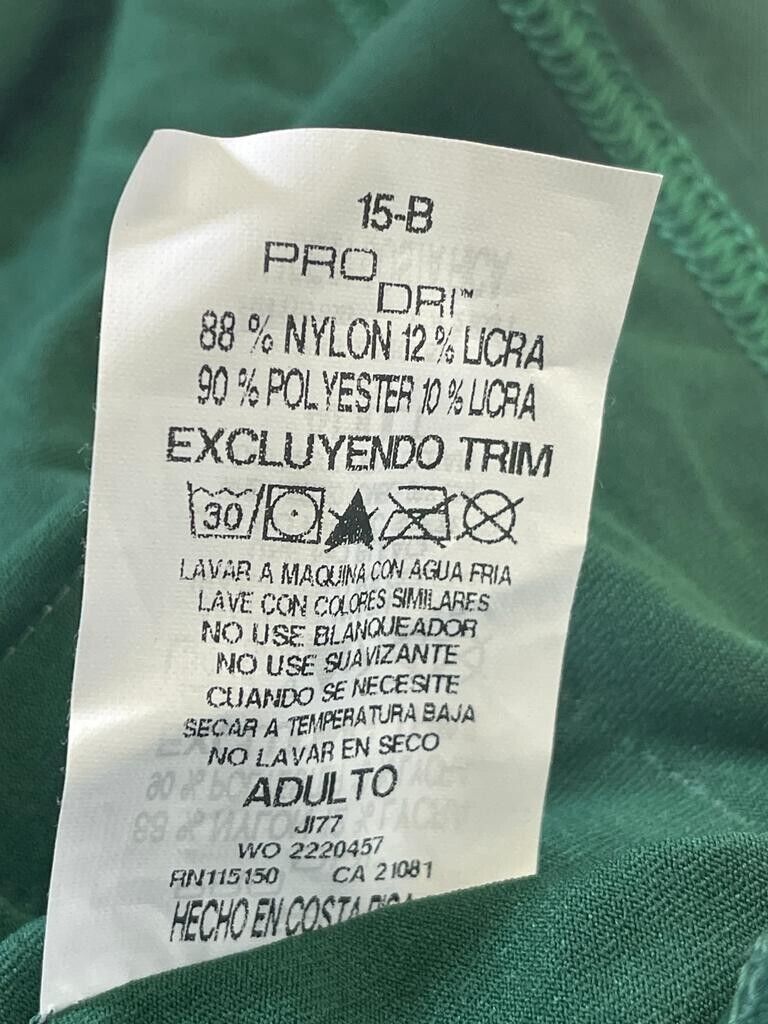 15-B
PRO
DRI™
88 % NYLON 12 % LICRA
90 % POLYESTER 10 % LICRA
EXCLUYENDO TRIM
30
LAVAR A MAQUINA CON AGUA FRIA
LAVE CON COLORES SIMILARES
NO USE BLANQUEADOR
NO USE SUAVIZANTE
CUANDO SE NECESITE
SECAR A TEMPERATURA BAJA
NO LAVAR EN SECO
ADULTO
JI77
WO 2220457
RN115150 CA 21081
HECHO EN COSTA RICA